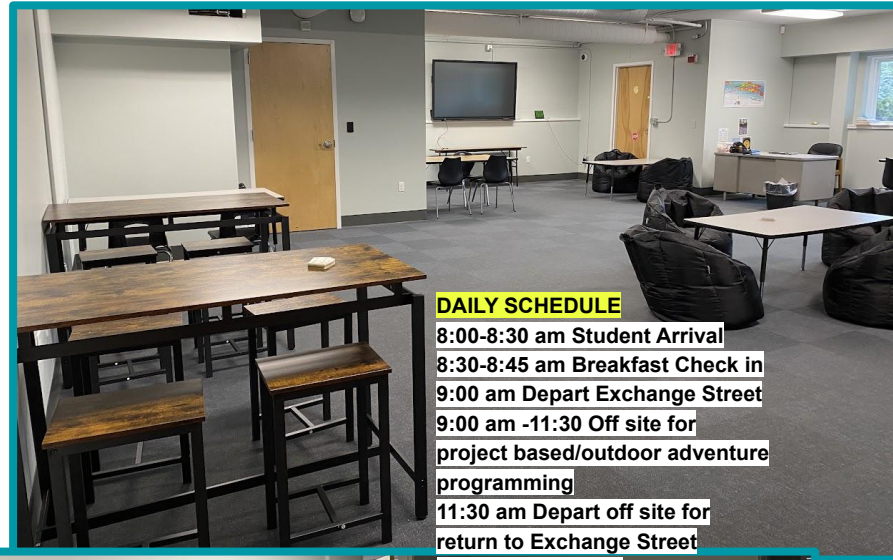 DAILY SCHEDULE
8:00-8:30 am Student Arrival
8:30-8:45 am Breakfast Check in
9:00 am Depart Exchange Street
9:00 am -11:30 Off site for
project based/outdoor adventure
programming
11:30 am Depart off site for
return to Exchange Street